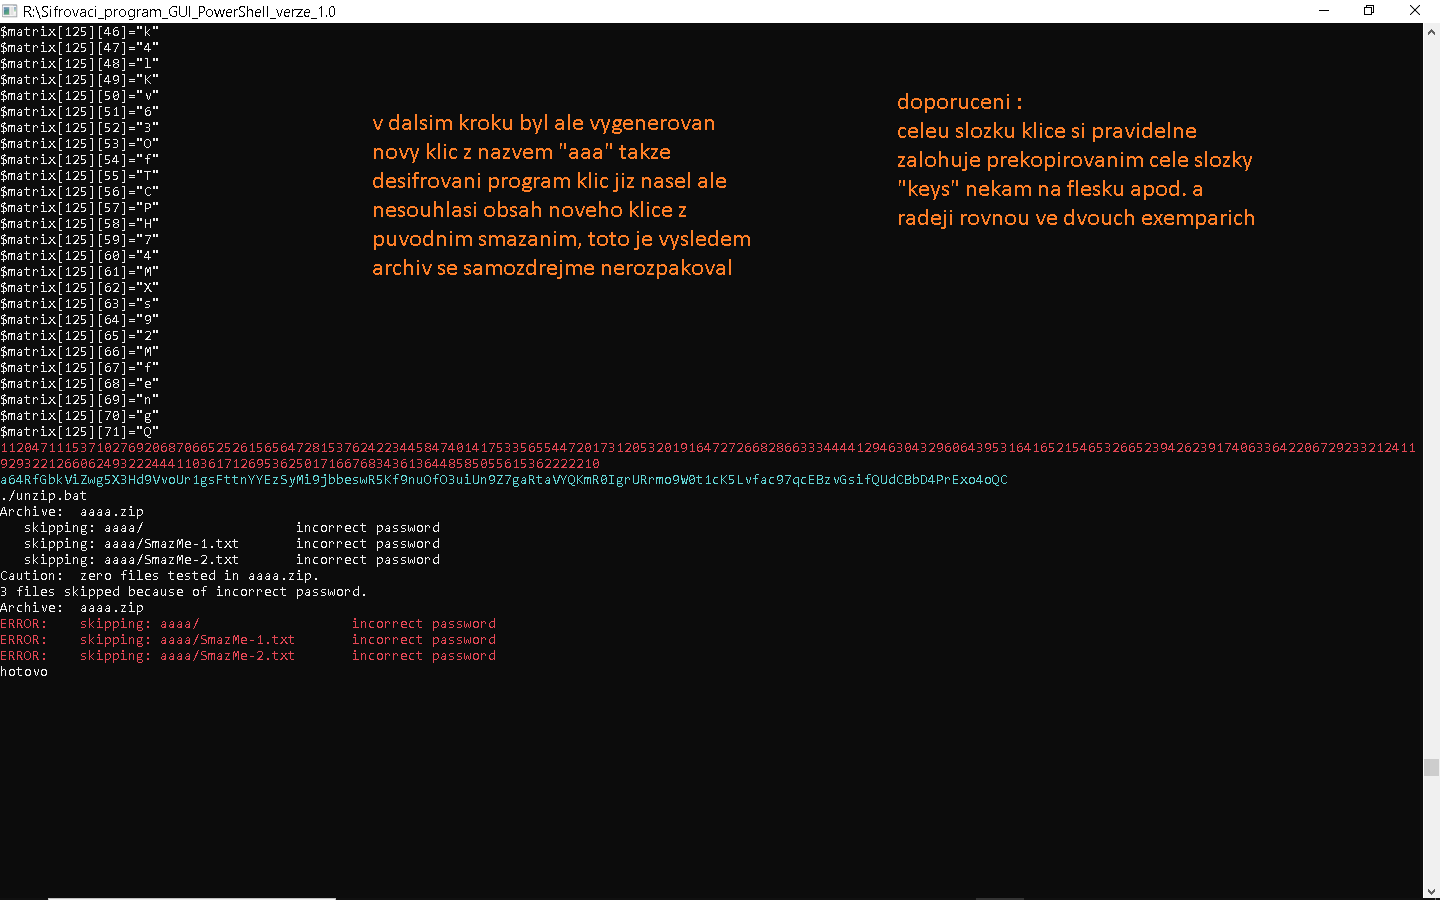 R:\Sifrovaci_program_GUI_PowerShell_verze_1.0
$matrix[125][46]="k"
$matrix[125][47]="4"
$matrix[125][48]="l"
$matrix[125][49]="K"
$matrix[125][50]="v"
$matrix[125][51]="6"
$matrix[125][52]="3"
$matrix[125][53]="O"
$matrix[125][54]="f"
$matrix[125][55]="T"
$matrix[125][56]="C"
$matrix[125][57]="P"
$matrix[125][58]="H"
$matrix[125][59]="7"
$matrix[125][60]="4"
$matrix[125][61]="M"
$matrix[125][62]="X"
$matrix[125][63]="s"
$matrix[125][64]="9"
$matrix[125][65]="2"
$matrix[125][66]="M"
$matrix[125][67]="f"
$matrix[125][68]="e"
$matrix[125][69]="n"
$matrix[125][70]="g"
$matrix[125][71]="Q"
v dalsim kroku byl ale vygenerovan
novy klic z nazvem "aaa" takze
desifrovani program klic jiz nasel ale
nesouhlasi obsah noveho klice z
puvodnim smazanim, toto je vysledem
archiv se samozdrejme nerozpakoval
doporuceni :
celeu slozku klice si pravidelne
zalohuje prekopirovanim cele slozky
"keys" nekam na flesku apod. a
radeji rovnou ve dvouch exemparich
1120471115371027692068706652526156564728153762422344584740141753356554472017312053201916472726682866333444412946304329606439531641652154653266523942623917406336422067292332124 11
9293221266062493222444110361712695362501716676834361364485850556153622222 10
a64RfGbkViZwg5X3Hd9VvoUr1gsFttnYYEzSyMi9jbbeswR5Kf9nuOfO3uiUn9Z7gaRtaVYQKmR0IgrURrmo9W0t1cK5Lvfac97qcEBzvGsifQUdCBbD4PrExo4oQC
./unzip.bat
Archive:  aaaa.zip
   skipping: aaaa/                   incorrect password
   skipping: aaaa/SmazMe-1.txt       incorrect password
   skipping: aaaa/SmazMe-2.txt       incorrect password
Caution:  zero files tested in aaaa.zip.
3 files skipped because of incorrect password.
Archive:  aaaa.zip
ERROR:    skipping: aaaa/                   incorrect password
ERROR:    skipping: aaaa/SmazMe-1.txt       incorrect password
ERROR:    skipping: aaaa/SmazMe-2.txt       incorrect password
hotovo